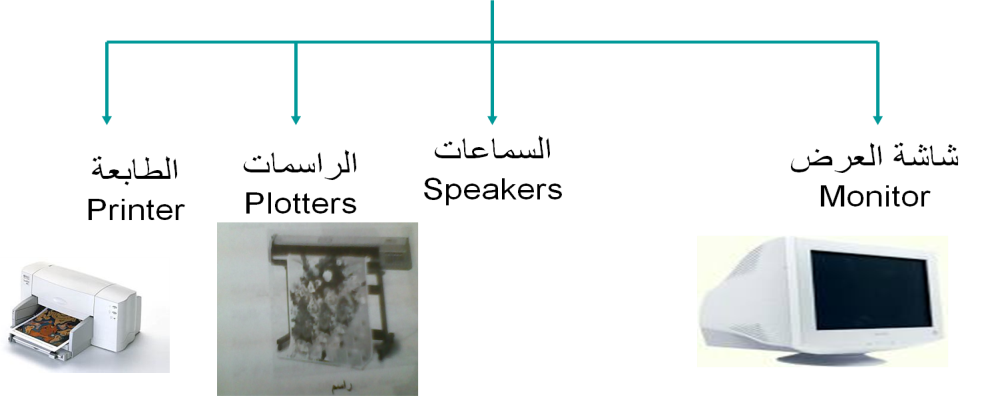 شاشة العرض
Monitor
السماعات
Speakers
الراسمات
Plotters
الطابعة
Printer
راسم